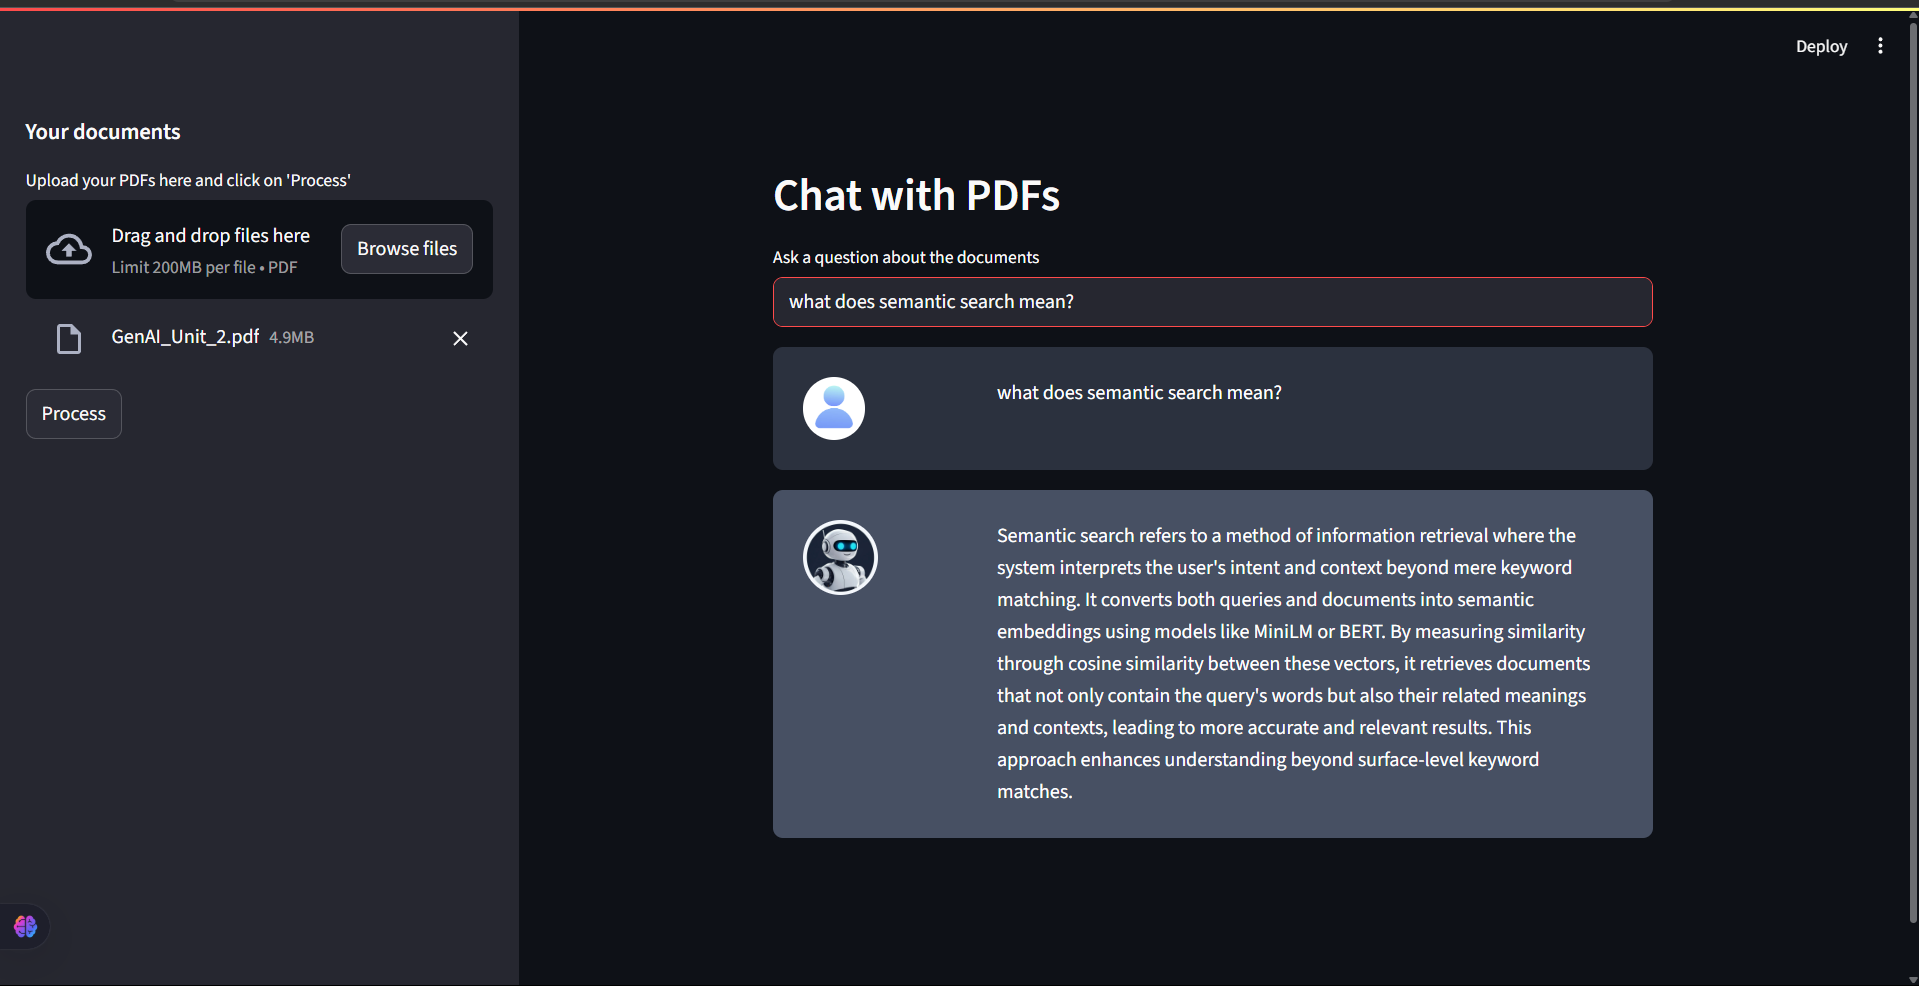 Deploy
Your documents
Upload your PDFs here and click on 'Process'
Drag and drop files here
Limit 200MB per file • PDF
Browse files
GenAI_Unit_2.pdf 4.9MB
Process
Chat with PDFs
Ask a question about the documents
what does semantic search mean?
what does semantic search mean?
Semantic search refers to a method of information retrieval where the
system interprets the user's intent and context beyond mere keyword
matching. It converts both queries and documents into semantic
embeddings using models like MiniLM or BERT. By measuring similarity
through cosine similarity between these vectors, it retrieves documents
that not only contain the query's words but also their related meanings
and contexts, leading to more accurate and relevant results. This
approach enhances understanding beyond surface-level keyword
matches.